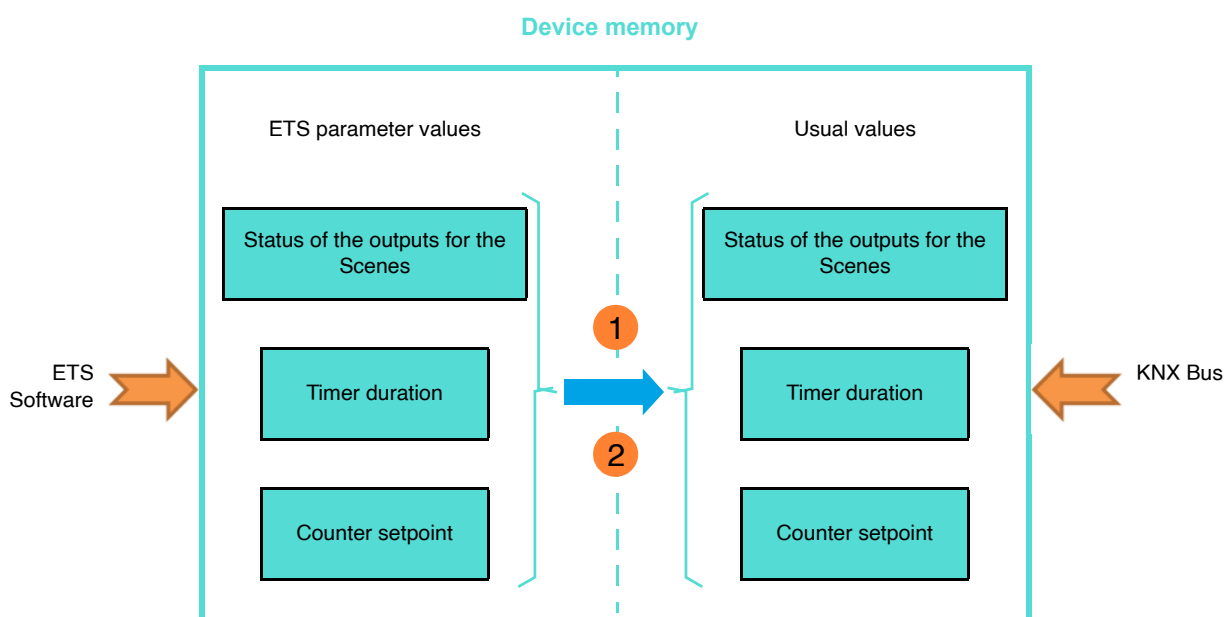 Device memory
ETS parameter values
Usual values
Status of the outputs for the
Scenes
Status of the outputs for the
Scenes
1
ETS
Software
Timer duration
Timer duration
KNX Bus
2
Counter setpoint
Counter setpoint